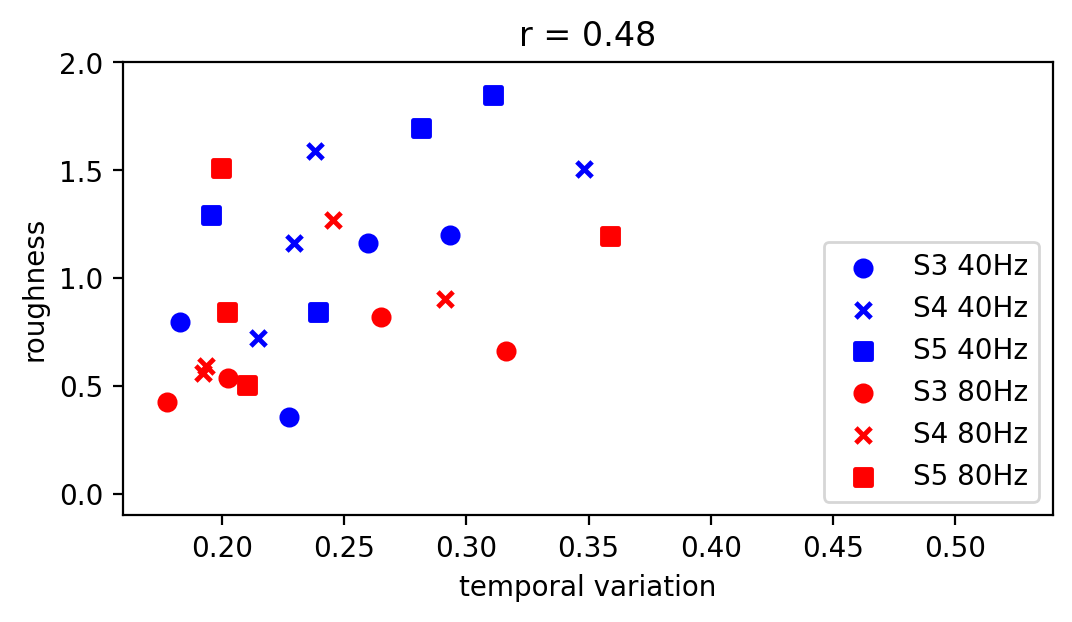 r = 0.48
2.0
1.5
1.0
0.5
0.0
roughness
S3 40Hz
S4 40Hz
S5 40Hz
S3 80Hz
S4 80Hz
S5 80Hz
0.20 0.25 0.30 0.35 0.40 0.45 0.50
temporal variation